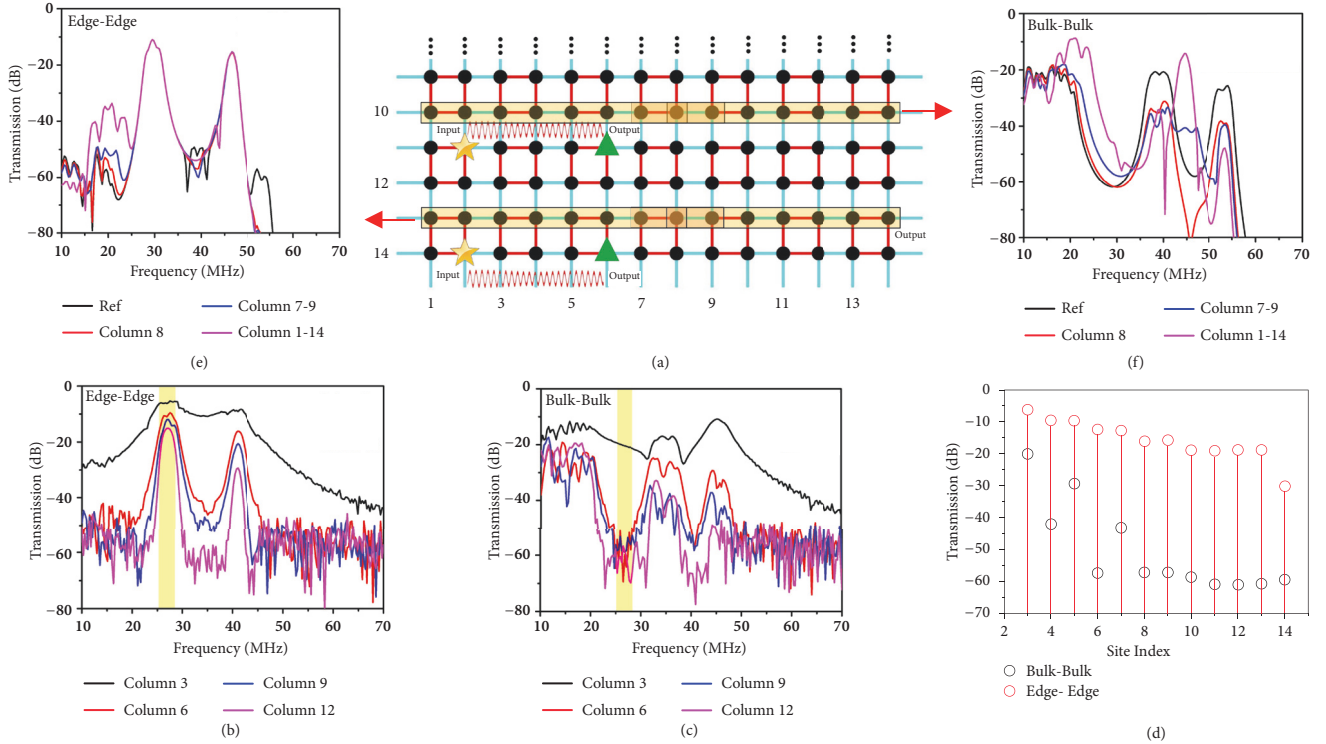 Edge-Edge
0
−20
−40
−60
−80
10 20 30 40 50 60 70
Transmission (dB)
Frequency (MHz)
Ref
Column 7-9
Column 8
Column 1-14
(e)
10
12
14
Input
Output
Input
Output
Output
1 3 5 7 9 11 13
(a)
Bulk-Bulk
0
−20
−40
−60
−80
10 20 30 40 50 60 70
Transmission (dB)
Frequency (MHz)
Ref
Column 7-9
Column 8
Column 1-14
(f)
Edge-Edge
0
−20
−40
−60
−80
10 20 30 40 50 60 70
Transmission (dB)
Frequency (MHz)
Column 3
Column 9
Column 6
Column 12
(b)
Bulk-Bulk
0
−20
−40
−60
−80
10 20 30 40 50 60 70
Transmission (dB)
Frequency (MHz)
Column 3
Column 9
Column 6
Column 12
(c)
0
−10
−20
−30
−40
−50
−60
−70
2 4 6 8 10 12 14
Transmission (dB)
Site Index
Bulk-Bulk
Edge- Edge
(d)